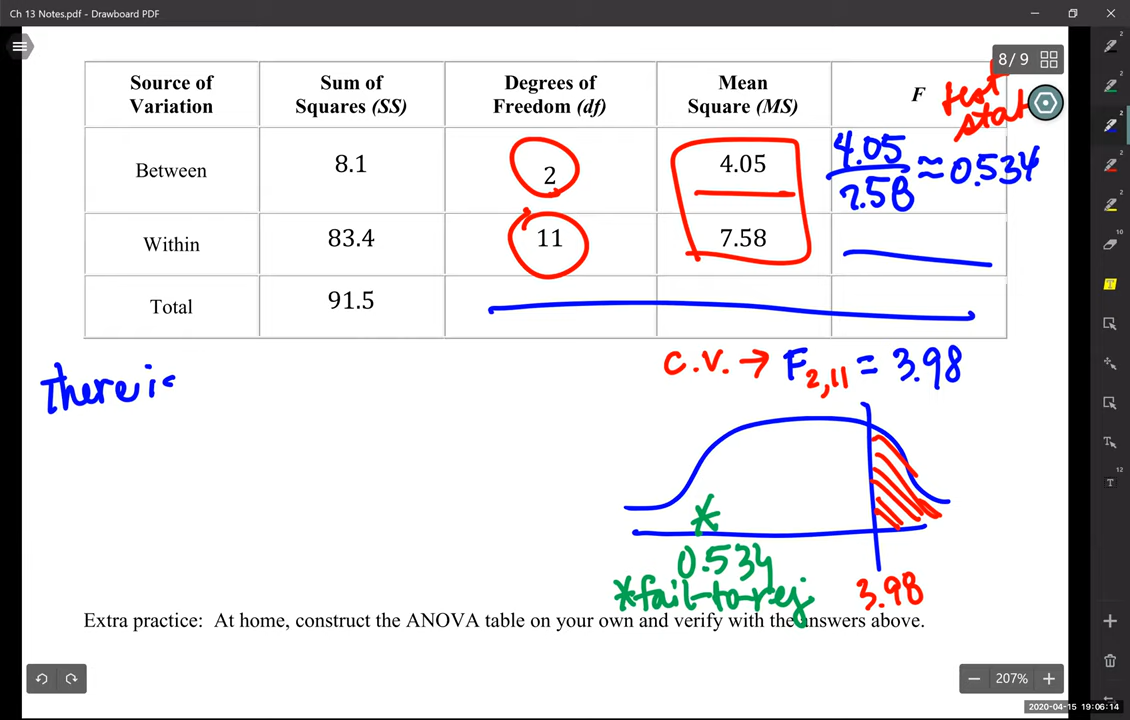 Ch 13 Notes.pdf - Drawboard PDF
8 / 9
Source of Variation
Sum of Squares (SS)
Degrees of Freedom (df)
Mean Square (MS)
F
test stat
Between
8.1
2
4.05
4.05/7.58 ≈ 0.534
Within
83.4
11
7.58
Total
91.5
There is
C.V. → F2,11 = 3.98
*
0.534
*fail-to-rej
3.98
Extra practice: At home, construct the ANOVA table on your own and verify with the answers above.
207%
2020-04-15 19:06:14